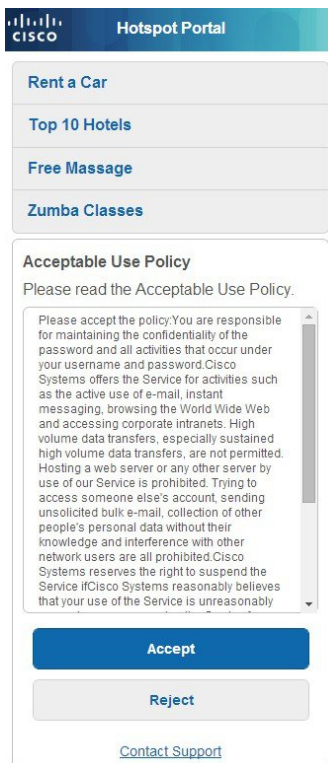 CISCO
Hotspot Portal
Rent a Car
Top 10 Hotels
Free Massage
Zumba Classes
Acceptable Use Policy
Please read the Acceptable Use Policy.
Please accept the policy:You are responsible
for maintaining the confidentiality of the
password and all activities that occur under
your username and password.Cisco
Systems offers the Service for activities such
as the active use of e-mail, instant
messaging, browsing the World Wide Web
and accessing corporate intranets. High
volume data transfers, especially sustained
high volume data transfers, are not permitted.
Hosting a web server or any other server by
use of our Service is prohibited. Trying to
access someone else's account, sending
unsolicited bulk e-mail, collection of other
people's personal data without their
knowledge and interference with other
network users are all prohibited.Cisco
Systems reserves the right to suspend the
Service ifCisco Systems reasonably believes
that your use of the Service is unreasonably
Accept
Reject
Contact Support